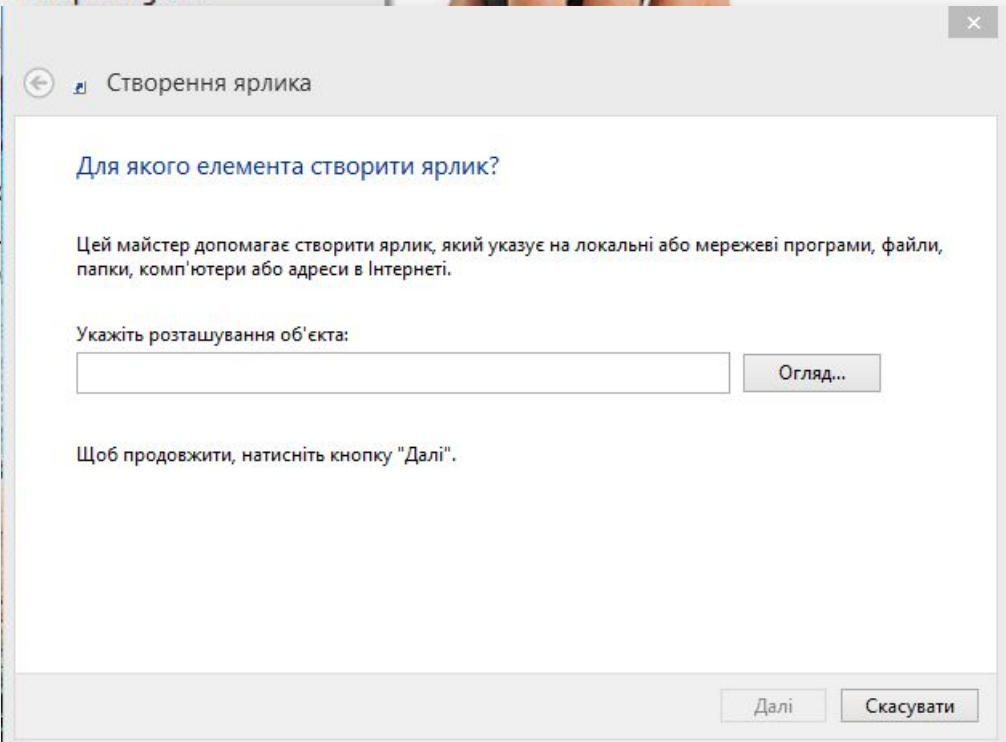 Створення ярлика
Для якого елемента створити ярлик?
Цей майстер допомагає створити ярлик, який указує на локальні або мережеві програми, файли,
папки, комп'ютери або адреси в Інтернеті.
Укажіть розташування об'єкта:
Огляд...
Щоб продовжити, натисніть кнопку "Далі".
Далі
Скасувати